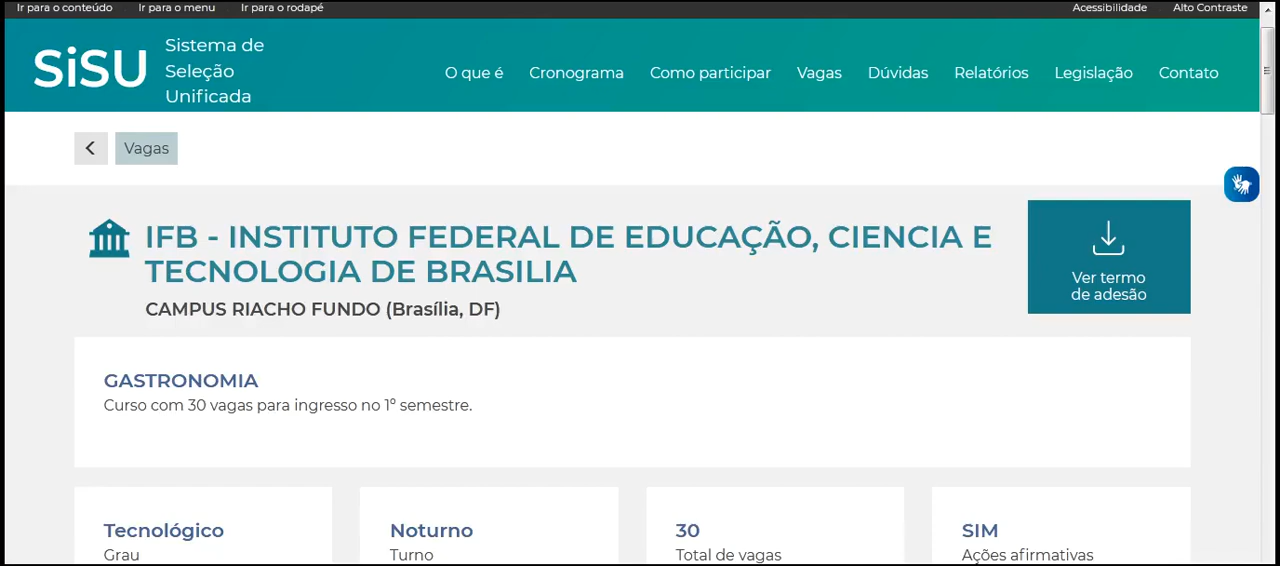 Ir para o conteúdo Ir para o menu Ir para o rodapé Acessibilidade Alto Contraste
SiSU Sistema de
Seleção
Unificada
O que é Cronograma Como participar Vagas Dúvidas Relatórios Legislação Contato
Vagas
IFB - INSTITUTO FEDERAL DE EDUCAÇÃO, CIENCIA E
TECNOLOGIA DE BRASILIA
CAMPUS RIACHO FUNDO (Brasília, DF)
Ver termo
de adesão
GASTRONOMIA
Curso com 30 vagas para ingresso no 1º semestre.
Tecnológico Noturno 30 SIM
Grau Turno Total de vagas Ações afirmativas